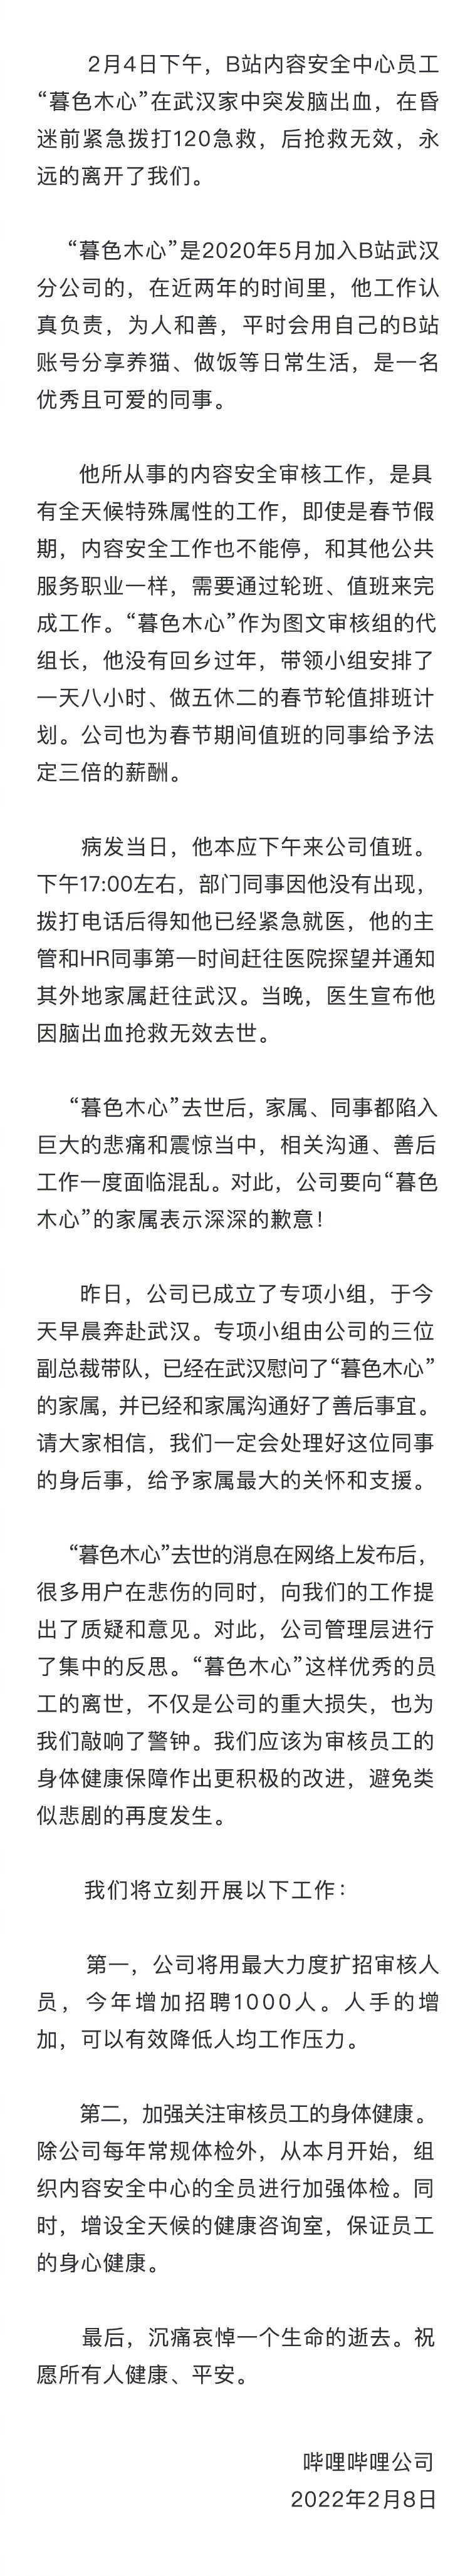 2月4日下午，B站内容安全中心员工
“暮色木心”在武汉家中突发脑出血，在昏
迷前紧急拨打120急救，后抢救无效，永
远的离开了我们。
“暮色木心”是2020年5月加入B站武汉
分公司的，在近两年的时间里，他工作认
真负责，为人和善，平时会用自己的B站
账号分享养猫、做饭等日常生活，是一名
优秀且可爱的同事。
他所从事的内容安全审核工作，是具
有全天候特殊属性的工作，即使是春节假
期，内容安全工作也不能停，和其他公共
服务职业一样，需要通过轮班、值班来完
成工作。“暮色木心”作为图文审核组的代
组长，他没有回乡过年，带领小组安排了
一天八小时、做五休二的春节轮值排班计
划。公司也为春节期间值班的同事给予法
定三倍的薪酬。
病发当日，他本应下午来公司值班。
下午17:00左右，部门同事因他没有出现，
拨打电话后得知他已经紧急就医，他的主
管和HR同事第一时间赶往医院探望并通知
其外地家属赶往武汉。当晚，医生宣布他
因脑出血抢救无效去世。
“暮色木心”去世后，家属、同事都陷入
巨大的悲痛和震惊当中，相关沟通、善后
工作一度面临混乱。对此，公司要向“暮色
木心”的家属表示深深的歉意！
昨日，公司已成立了专项小组，于今
天早晨奔赴武汉。专项小组由公司的三位
副总裁带队，已经在武汉慰问了“暮色木心”
的家属，并已经和家属沟通好了善后事宜。
请大家相信，我们一定会处理好这位同事
的身后事，给予家属最大的关怀和支援。
“暮色木心”去世的消息在网络上发布后，
很多用户在悲伤的同时，向我们的工作提
出了质疑和意见。对此，公司管理层进行
了集中的反思。“暮色木心”这样优秀的员
工的离世，不仅是公司的重大损失，也为
我们敲响了警钟。我们应该为审核员工的
身体健康保障作出更积极的改进，避免类
似悲剧的再度发生。
我们将立刻开展以下工作：
第一，公司将用最大力度扩招审核人
员，今年增加招聘1000人。人手的增
加，可以有效降低人均工作压力。
第二，加强关注审核员工的身体健康。
除公司每年常规体检外，从本月开始，组
织内容安全中心的全员进行加强体检。同
时，增设全天候的健康咨询室，保证员工
的身心健康。
最后，沉痛哀悼一个生命的逝去。祝
愿所有人健康、平安。
哔哩哔哩公司
2022年2月8日